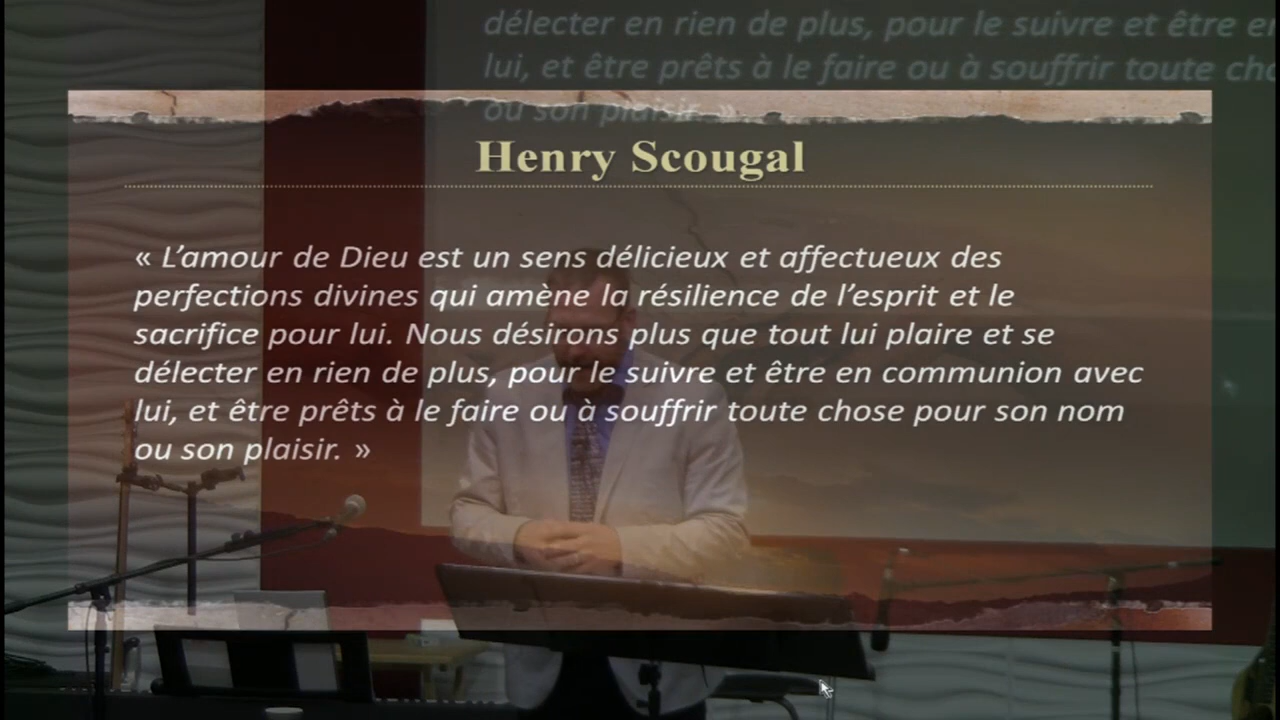 délecter en rien de plus, pour le suivre et être en
lui, et être prêts à le faire ou à souffrir toute
ou son plaisir. »
Henry Scougal
« L’amour de Dieu est un sens délicieux et affectueux des
perfections divines qui amène la résilience de l’esprit et le
sacrifice pour lui. Nous désirons plus que tout lui plaire et se
délecter en rien de plus, pour le suivre et être en communion avec
lui, et être prêts à le faire ou à souffrir toute chose pour son nom
ou son plaisir. »